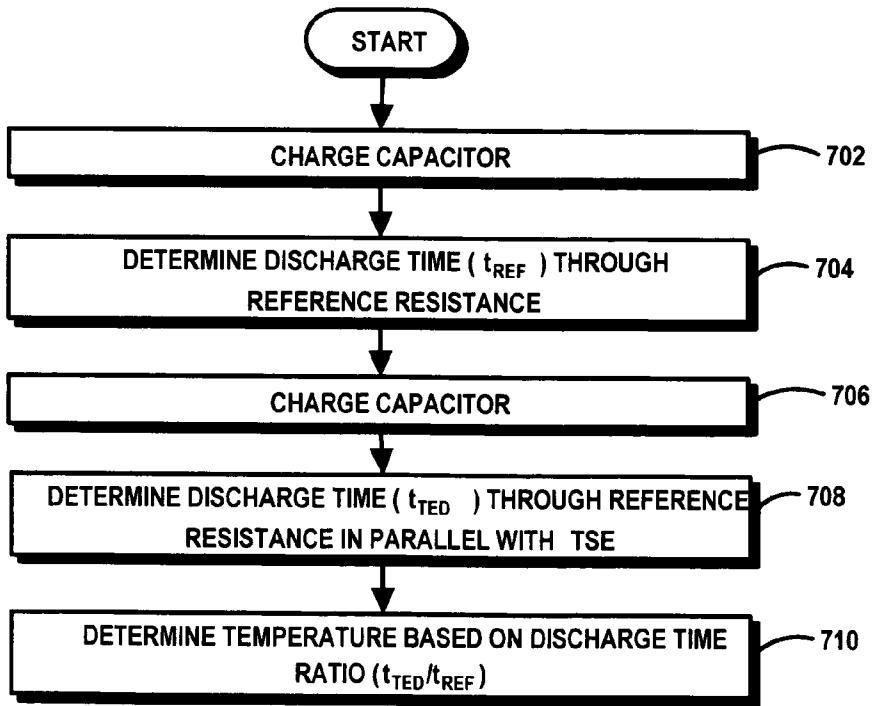 START
CHARGE CAPACITOR
702
DETERMINE DISCHARGE TIME ( tREF ) THROUGH
REFERENCE RESISTANCE
704
CHARGE CAPACITOR
706
DETERMINE DISCHARGE TIME ( tTED ) THROUGH REFERENCE
RESISTANCE IN PARALLEL WITH TSE
708
DETERMINE TEMPERATURE BASED ON DISCHARGE TIME
RATIO (tTED/tREF)
710